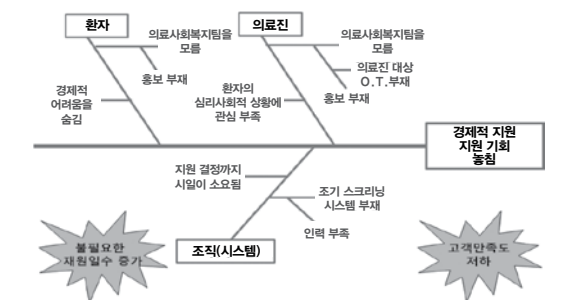 환자
의료진
의료사회복지팀을
모름
의료사회복지팀을
모름
홍보 부재
의료진 대상
O.T.부재
홍보 부재
경제적
어려움을
숨김
환자의
심리사회적 상황에
관심 부족
경제적 지원
지원 기회
놓침
지원 결정까지
시일이 소요됨
조기 스크리닝
시스템 부재
인력 부족
조직(시스템)
불필요한
재원일수 증가
고객만족도
저하